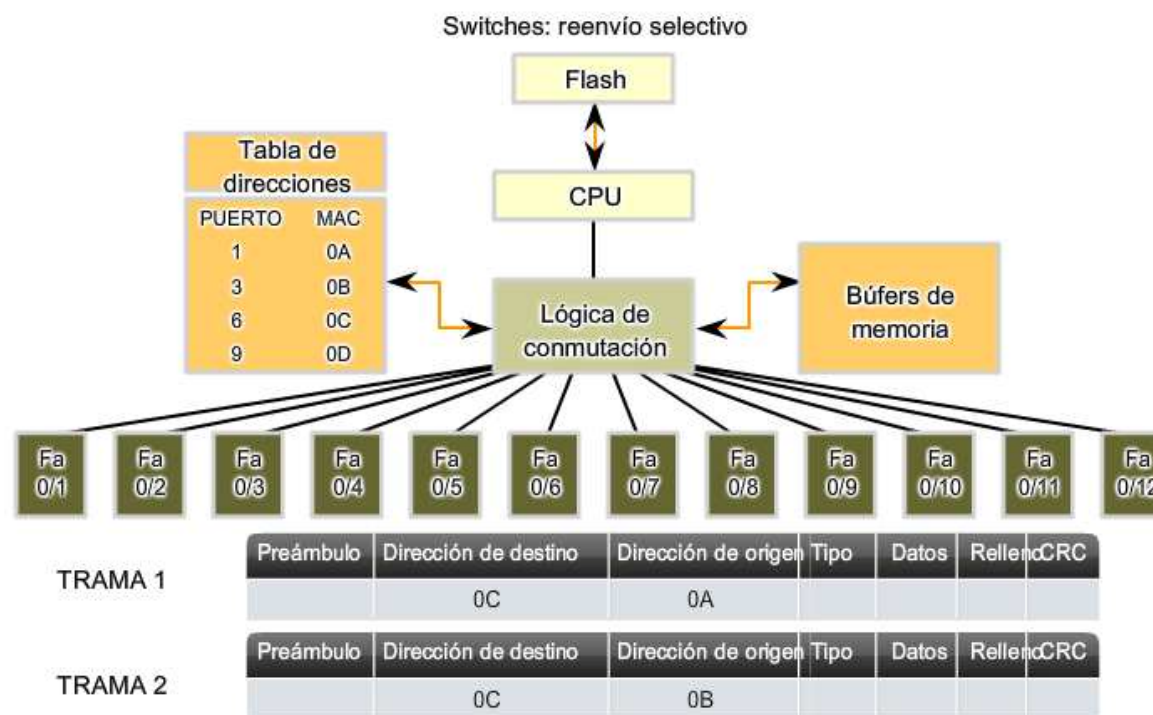 Switches: reenvío selectivo
Flash
CPU
Tabla de
direcciones
PUERTO MAC
1 0A
3 0B
6 0C
9 0D
Lógica de
conmutación
Búfers de
memoria
Fa
0/1
Fa
0/2
Fa
0/3
Fa
0/4
Fa
0/5
Fa
0/6
Fa
0/7
Fa
0/8
Fa
0/9
Fa
0/10
Fa
0/11
Fa
0/12
TRAMA 1
Preámbulo Dirección de destino Dirección de origen Tipo Datos Relleno CRC
0C 0A
TRAMA 2
Preámbulo Dirección de destino Dirección de origen Tipo Datos Relleno CRC
0C 0B